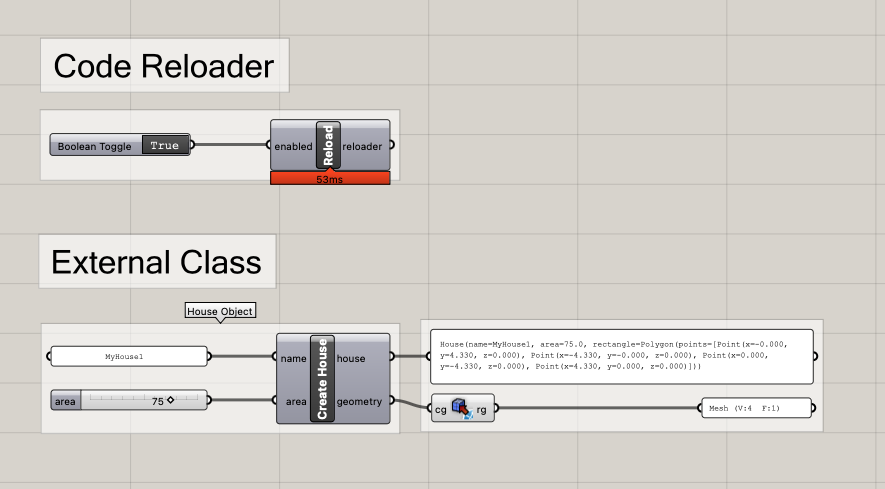 Code Reloader
Boolean Toggle True
enabled Reload reloader
53ms
External Class
House Object
MyHouse1
name Create House house
area 75
area geometry
House(name=MyHouse1, area=75.0, rectangle=Polygon(points=[Point(x=-0.000,
y=4.330, z=0.000), Point(x=-4.330, y=-0.000, z=0.000), Point(x=0.000,
y=-4.330, z=0.000), Point(x=4.330, y=0.000, z=0.000)]))
cg rg
Mesh (V:4 F:1)